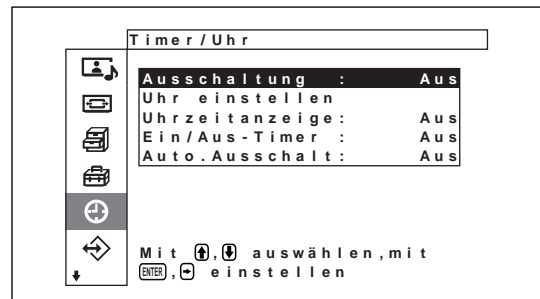 Timer/Uhr
Ausschaltung : Aus
Uhr einstellen
Uhrzeitanzeige: Aus
Ein/Aus-Timer : Aus
Auto.Ausschalt: Aus
Mit ↑,↓ auswählen,mit
ENTER,→ einstellen